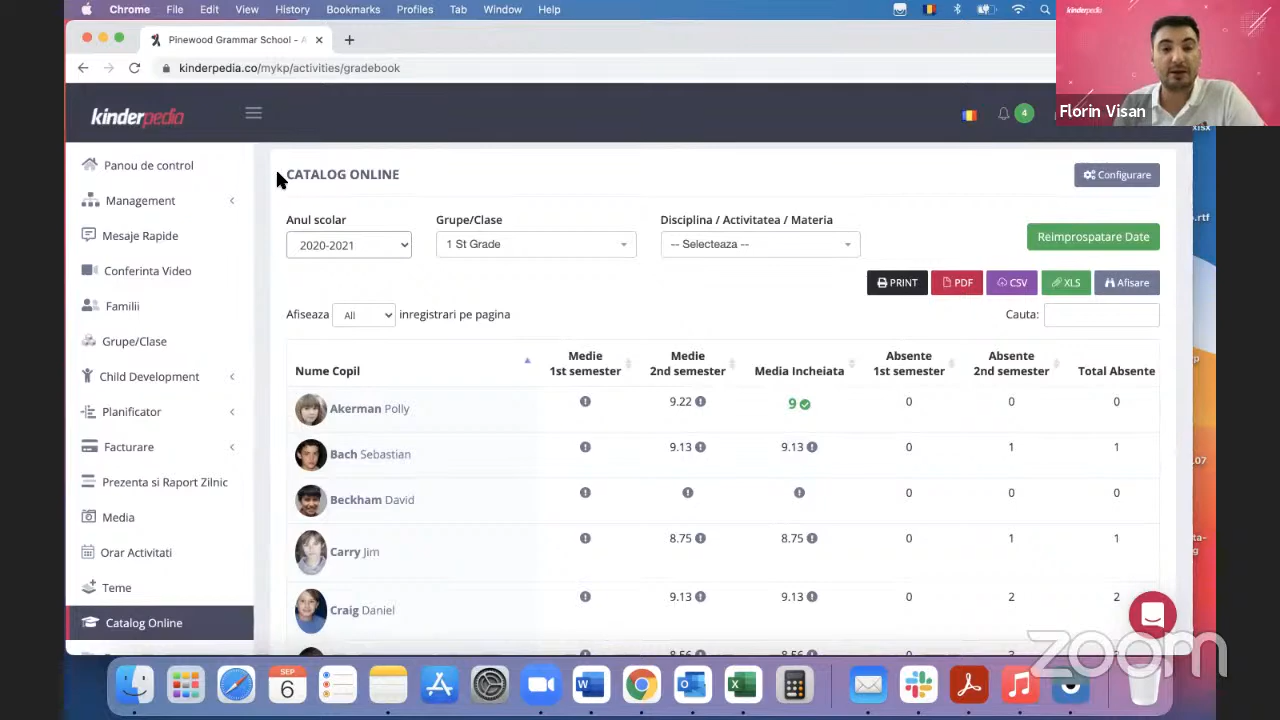 Chrome File Edit View History Bookmarks Profiles Tab Window Help
kinderpedia
Pinewood Grammar School - A
kinderpedia.co/mykp/activities/gradebook
Florin Visan
kinderpedia
4
xlsx
Panou de control
CATALOG ONLINE
Configurare
Management
Mesaje Rapide
Conferinta Video
Familii
Grupe/Clase
Child Development
Planificator
Facturare
Prezenta si Raport Zilnic
Media
Orar Activitati
Teme
Catalog Online
Anul scolar Grupe/Clase Disciplina / Activitatea / Materia
2020-2021 1 St Grade -- Selecteaza -- Reimprospatare Date
.rtf
PRINT PDF CSV XLS Afisare
Afiseaza All inregistrari pe pagina Cauta:
Nume Copil Medie 1st semester Medie 2nd semester Media Incheiata Absente 1st semester Absente 2nd semester Total Absente
Akerman Polly 9.22 9 0 0 0
Bach Sebastian 9.13 9.13 0 1 1
.07
Beckham David 0 0 0
Carry Jim 8.75 8.75 0 1 1
ta-
Craig Daniel 9.13 9.13 0 2 2
zoom
SEP
6